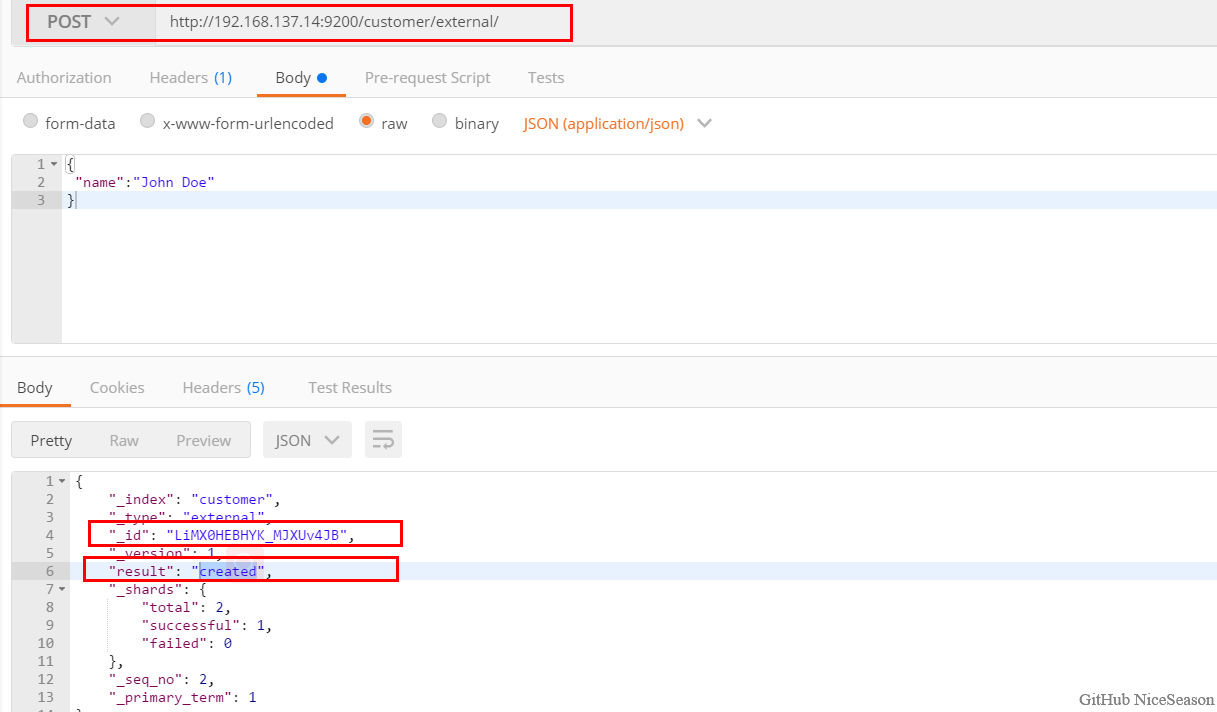 POST http://192.168.137.14:9200/customer/external/
Authorization Headers (1) Body Pre-request Script Tests
form-data x-www-form-urlencoded raw binary JSON (application/json)
1 {
2 "name":"John Doe"
3 }
Body Cookies Headers (5) Test Results
Pretty Raw Preview JSON
1 {
2 "_index": "customer",
3 "_type": "external",
4 "_id": "LiMX0HEBHYK_MJXUv4JB",
5 "_version": 1,
6 "result": "created",
7 "_shards": {
8 "total": 2,
9 "successful": 1,
10 "failed": 0
11 },
12 "_seq_no": 2,
13 "_primary_term": 1
14 }
GitHub NiceSeason